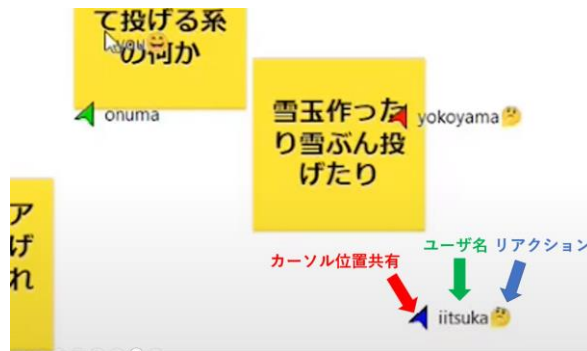 て投げる系
の何か
you
onuma
雪玉作った
り雪ぶん投
げたり
yokoyama
ア
げ
れ
カーソル位置共有
ユーザ名 リアクション
iitsuka